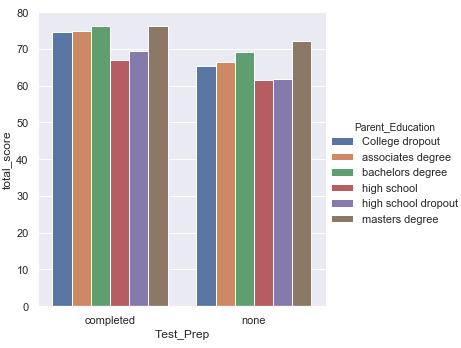 80
70
60
50
40
30
20
10
0
total_score
completed
none
Test_Prep
Parent_Education
College dropout
associates degree
bachelors degree
high school
high school dropout
masters degree